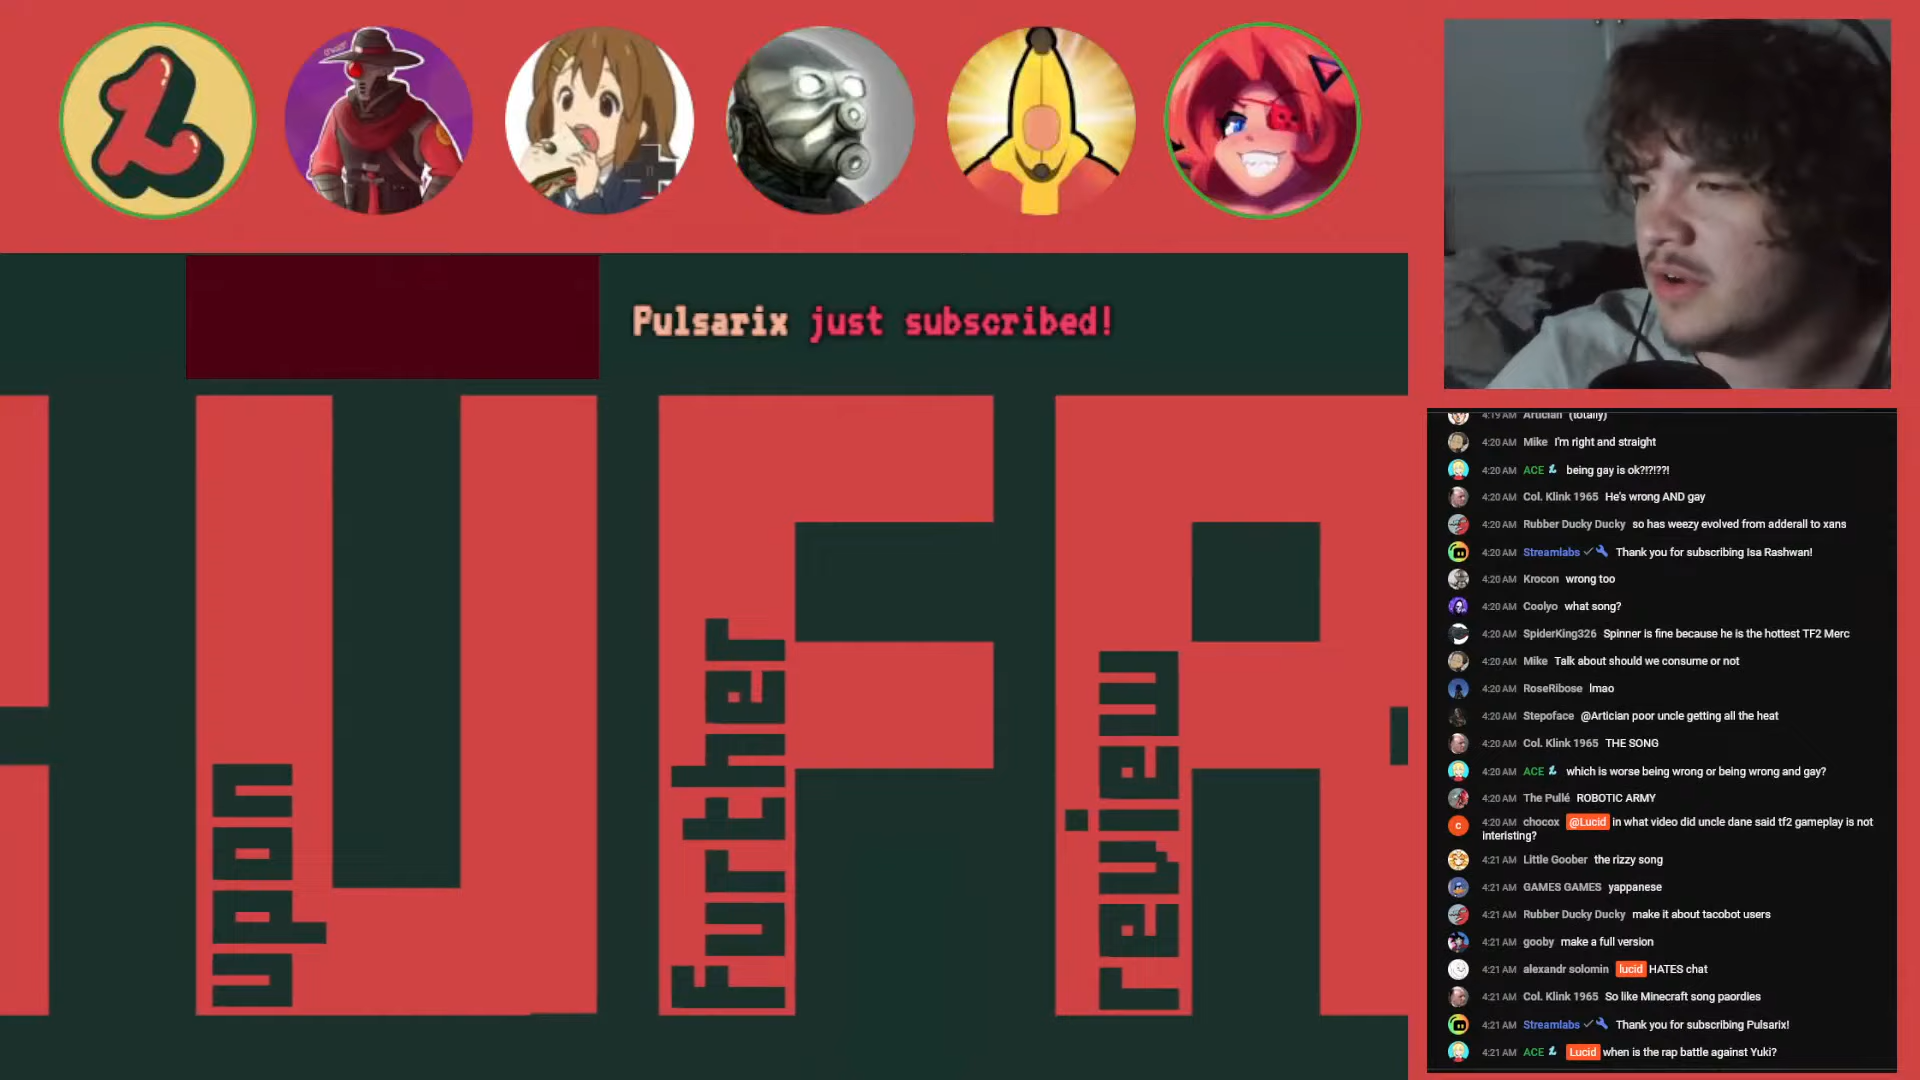 Pulsarix just subscribed!
U F R
upon
further
review
4:19 AM Artician (totally)
4:20 AM Mike I'm right and straight
4:20 AM ACE being gay is ok?!?!??!
4:20 AM Col. Klink 1965 He's wrong AND gay
4:20 AM Rubber Ducky Ducky so has weezy evolved from adderall to xans
4:20 AM Streamlabs Thank you for subscribing Isa Rashwan!
4:20 AM Krocon wrong too
4:20 AM Coolyo what song?
4:20 AM SpiderKing326 Spinner is fine because he is the hottest TF2 Merc
4:20 AM Mike Talk about should we consume or not
4:20 AM RoseRibose lmao
4:20 AM Stepoface @Artician poor uncle getting all the heat
4:20 AM Col. Klink 1965 THE SONG
4:20 AM ACE which is worse being wrong or being wrong and gay?
4:20 AM The Pullé ROBOTIC ARMY
4:20 AM chocox @Lucid in what video did uncle dane said tf2 gameplay is not
interisting?
4:21 AM Little Goober the rizzy song
4:21 AM GAMES GAMES yappanese
4:21 AM Rubber Ducky Ducky make it about tacobot users
4:21 AM gooby make a full version
4:21 AM alexandr solomin lucid HATES chat
4:21 AM Col. Klink 1965 So like Minecraft song paordies
4:21 AM Streamlabs Thank you for subscribing Pulsarix!
4:21 AM ACE Lucid when is the rap battle against Yuki?